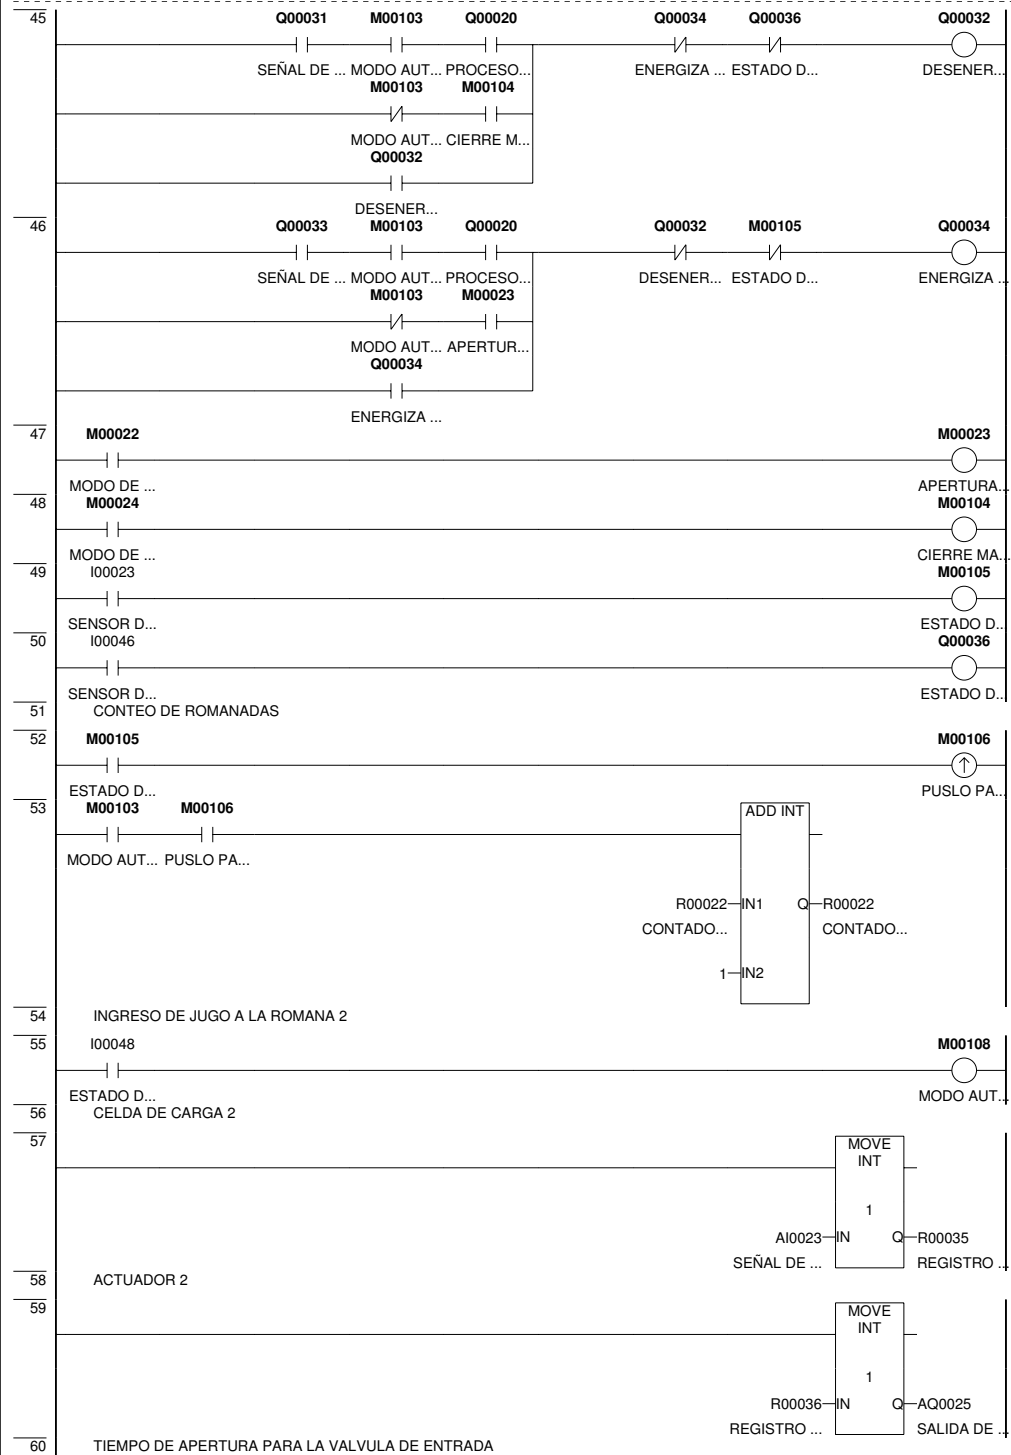 45
Q00031 M00103 Q00020 Q00034 Q00036 Q00032
SEÑAL DE ... MODO AUT... PROCESO... ENERGIZA ... ESTADO D... DESENER...
M00103 M00104
MODO AUT... CIERRE M...
Q00032
DESENER...
46
Q00033 M00103 Q00020 Q00032 M00105 Q00034
SEÑAL DE ... MODO AUT... PROCESO... DESENER... ESTADO D... ENERGIZA ...
M00103 M00023
MODO AUT... APERTUR...
Q00034
ENERGIZA ...
47 M00022 M00023
MODO DE ... APERTURA...
48 M00024 M00104
MODO DE ... CIERRE MA...
49 I00023 M00105
SENSOR D... ESTADO D...
50 I00046 Q00036
SENSOR D... ESTADO D...
51 CONTEO DE ROMANADAS
52 M00105 M00106
ESTADO D... PUSLO PA...
53 M00103 M00106 ADD INT
MODO AUT... PUSLO PA...
R00022 IN1 Q R00022
CONTADO... CONTADO...
1 IN2
54 INGRESO DE JUGO A LA ROMANA 2
55 I00048 M00108
ESTADO D... MODO AUT...
56 CELDA DE CARGA 2
57 MOVE
INT
1
AI0023 IN Q R00035
SEÑAL DE ... REGISTRO ...
58 ACTUADOR 2
59 MOVE
INT
1
R00036 IN Q AQ0025
REGISTRO ... SALIDA DE ...
60 TIEMPO DE APERTURA PARA LA VALVULA DE ENTRADA